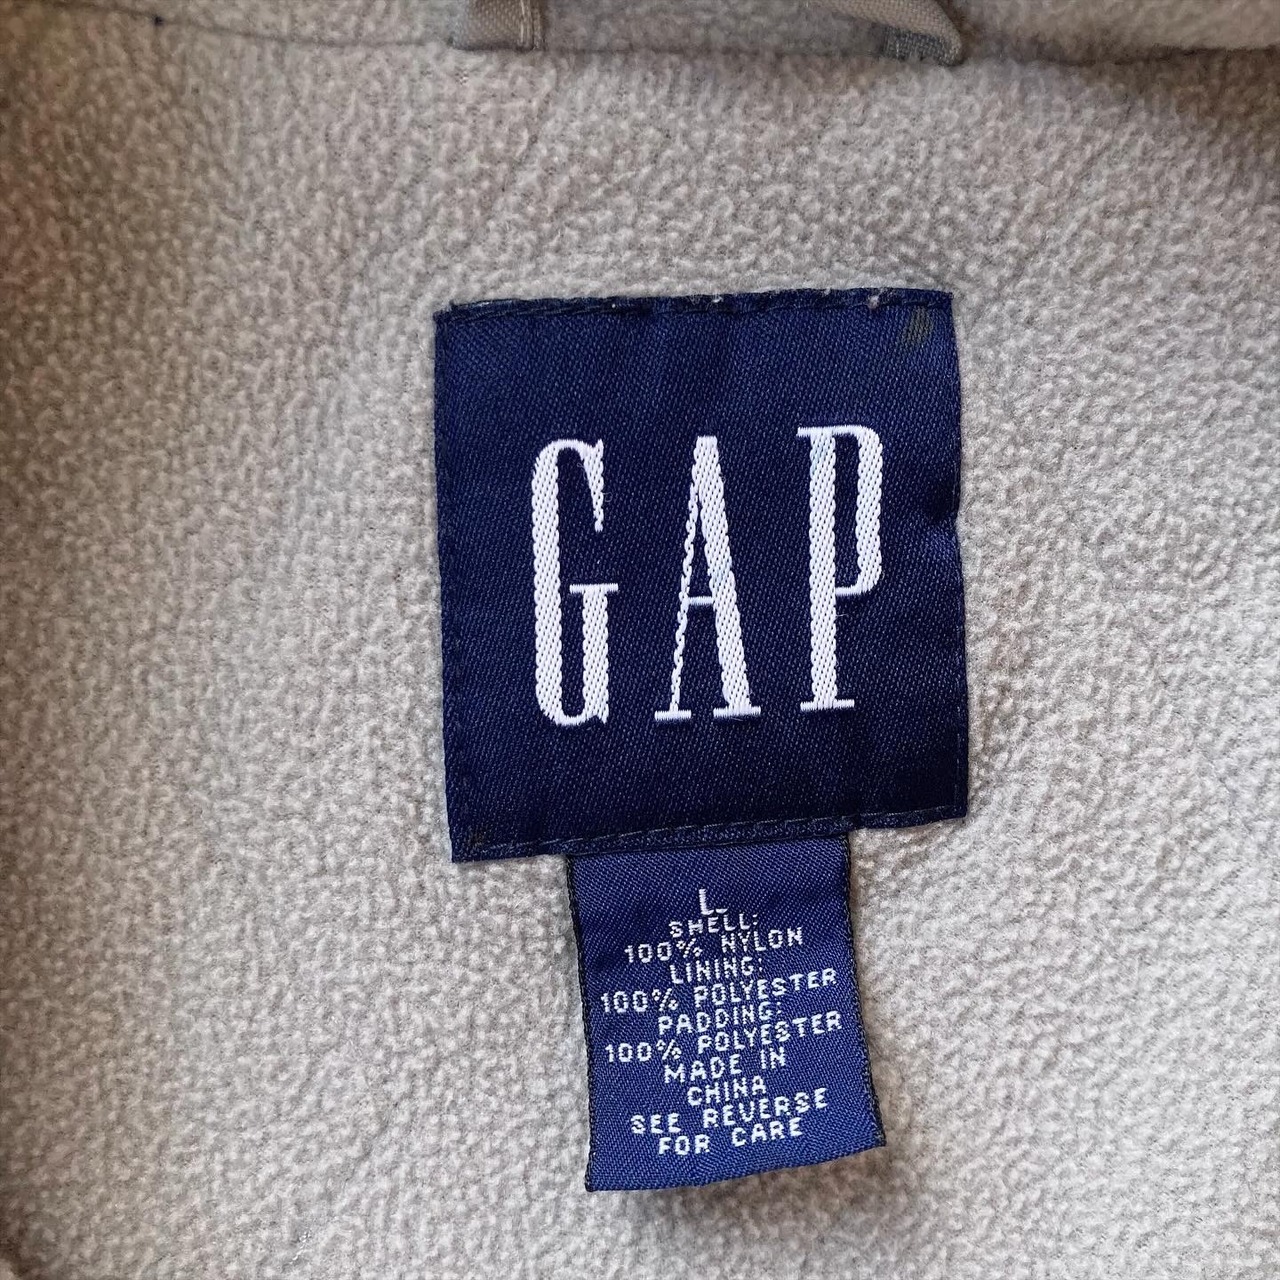 GAP
L
SHELL:
100% NYLON
LINING:
100% POLYESTER
PADDING:
100% POLYESTER
MADE IN
CHINA
SEE REVERSE
FOR CARE